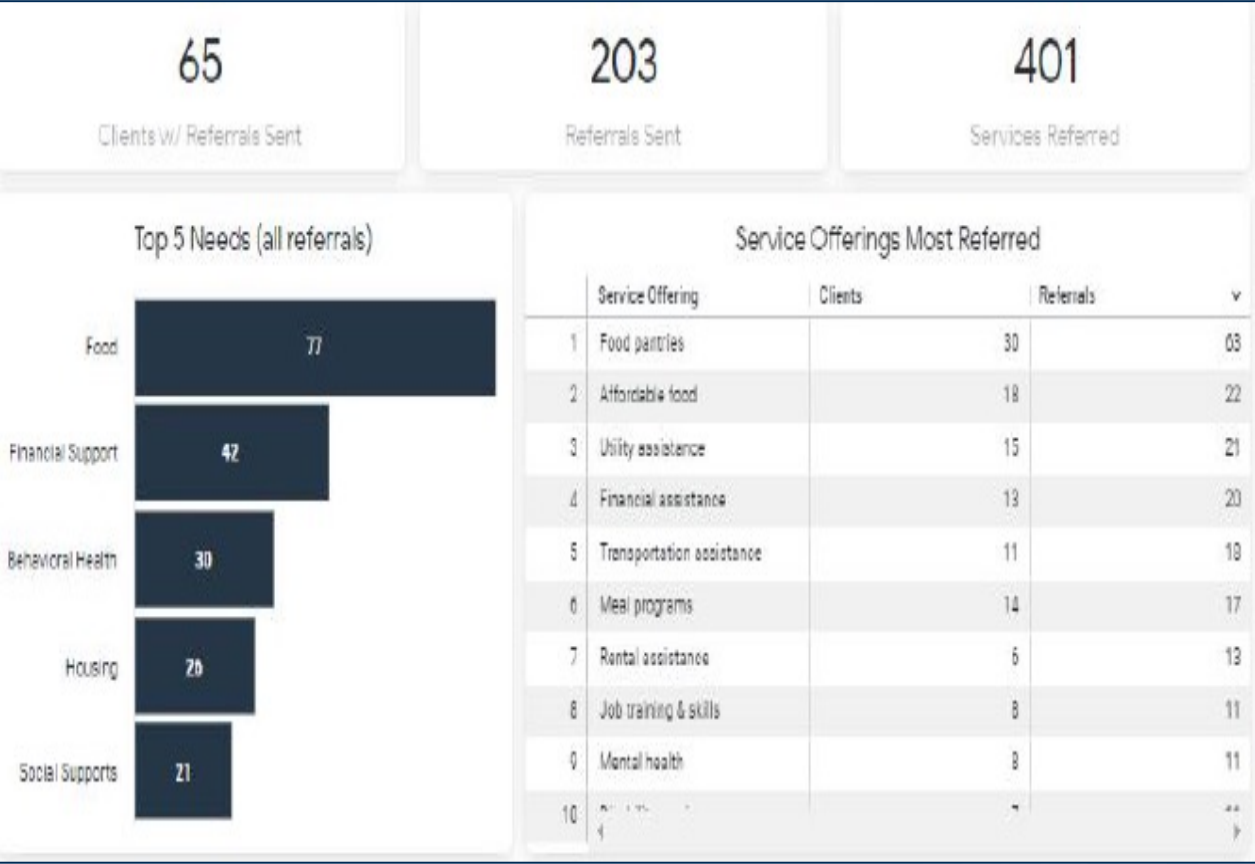 65
Clients w/ Referrals Sent
203
Referrals Sent
401
Services Referred
Top 5 Needs (all referrals)
Food 77
Financial Support 42
Behavioral Health 30
Housing 26
Social Supports 21
Service Offerings Most Referred
Service Offering Clients Referrals
1 Food pantries 30 63
2 Affordable food 18 22
3 Utility assistance 15 21
4 Financial assistance 13 20
5 Transportation assistance 11 18
6 Meal programs 14 17
7 Rental assistance 6 13
8 Job training & skills 8 11
9 Mental health 11
10